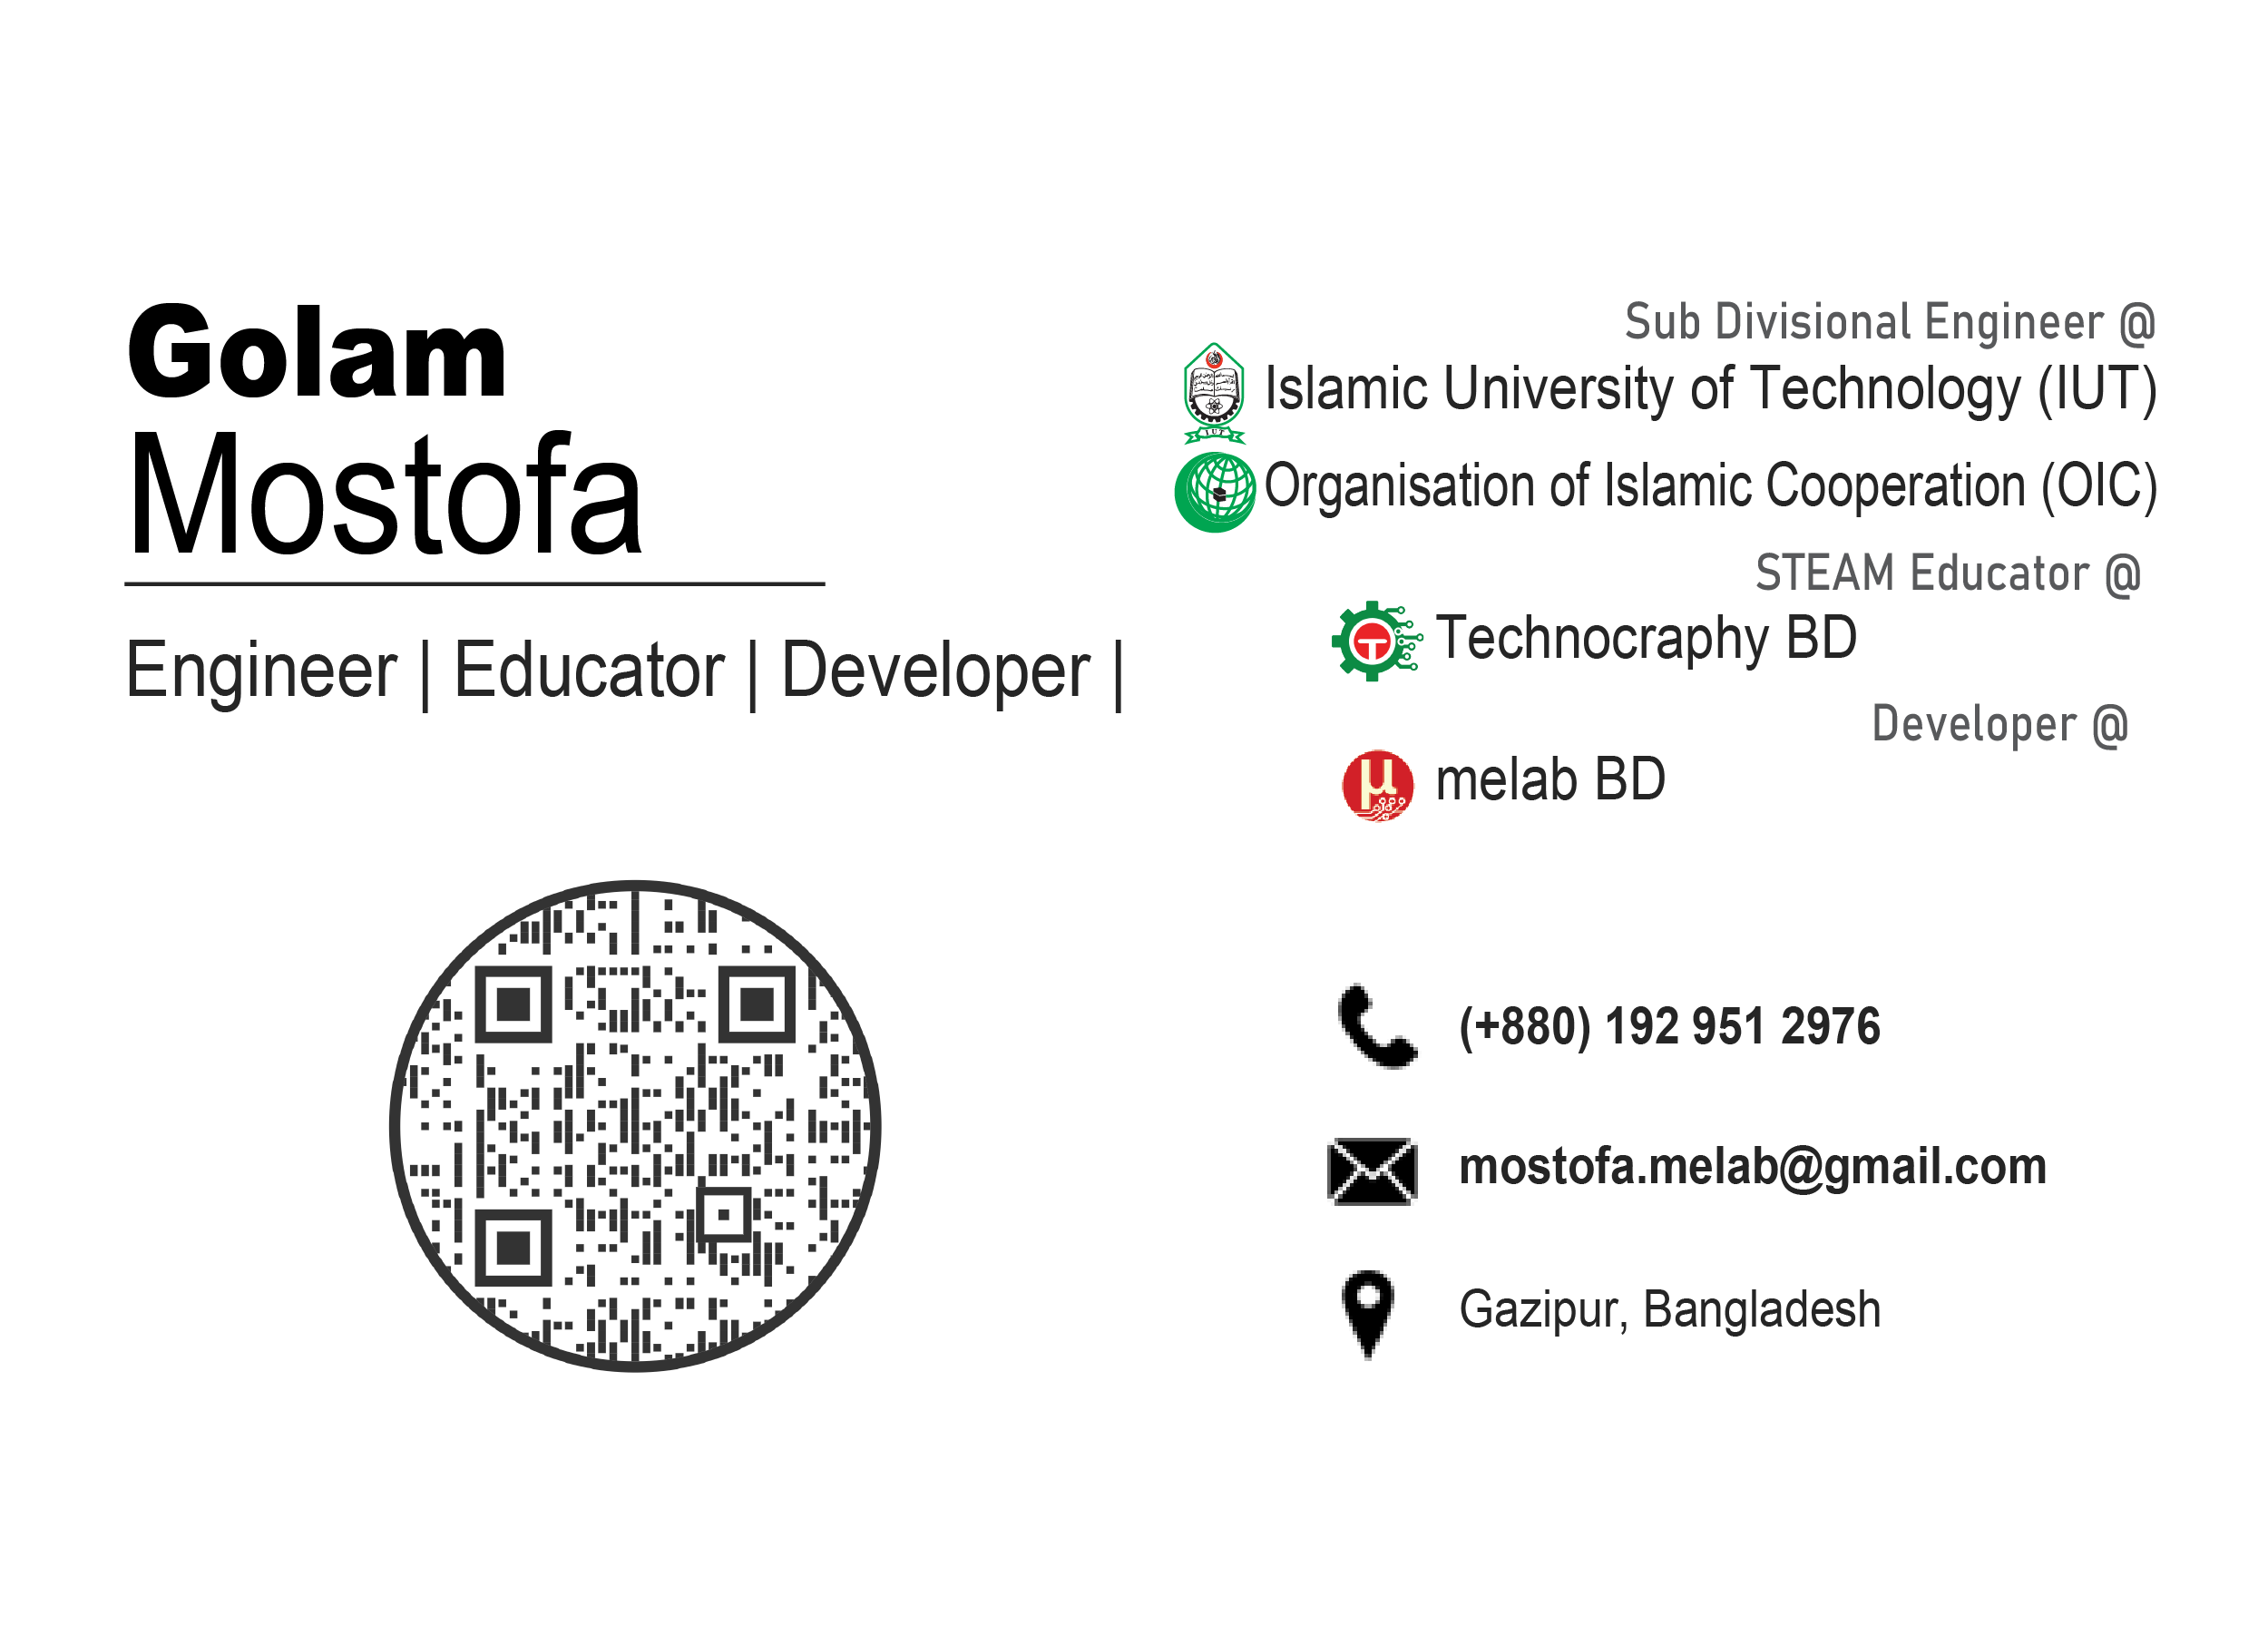 Golam
Mostofa
Engineer | Educator | Developer |
Sub Divisional Engineer @
Islamic University of Technology (IUT)
IUT
Organisation of Islamic Cooperation (OIC)
STEAM Educator @
T
Technocraphy BD
Developer @
µ
melab BD
(+880) 192 951 2976
mostofa.melab@gmail.com
Gazipur, Bangladesh